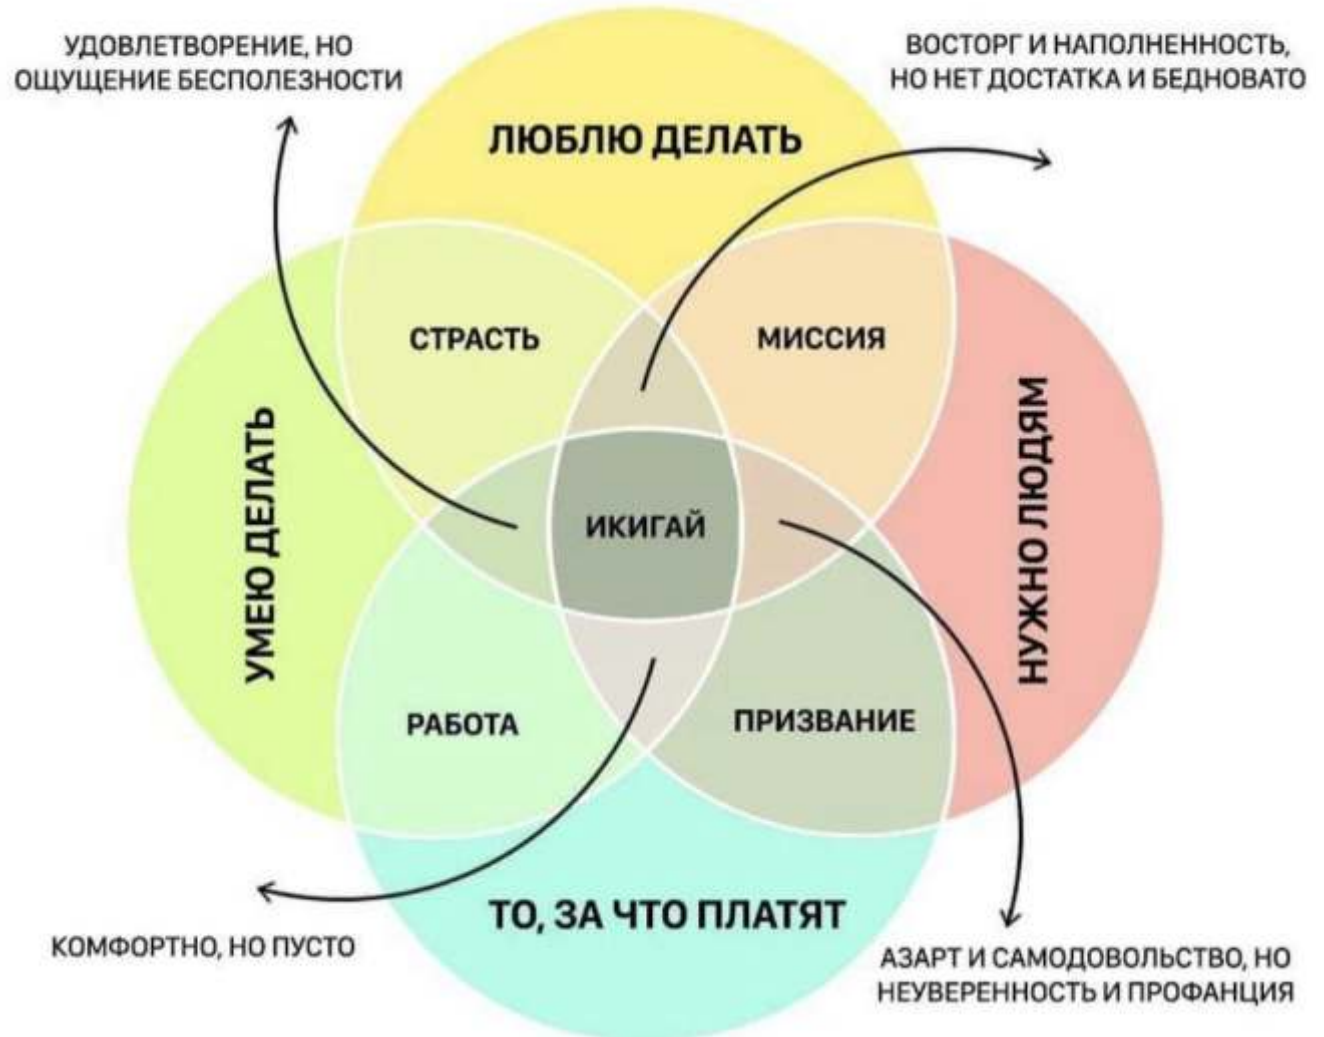 УДОВЛЕТВОРЕНИЕ, НО
ОЩУЩЕНИЕ БЕСПОЛЕЗНОСТИ
ВОСТОРГ И НАПОЛНЕННОСТЬ,
НО НЕТ ДОСТАТКА И БЕДНОВАТО
ЛЮБЛЮ ДЕЛАТЬ
СТРАСТЬ
МИССИЯ
УМЕЮ ДЕЛАТЬ
ИКИГАЙ
НУЖНО ЛЮДЯМ
РАБОТА
ПРИЗВАНИЕ
ТО, ЗА ЧТО ПЛАТЯТ
КОМФОРТНО, НО ПУСТО
АЗАРТ И САМОДОВОЛЬСТВО, НО
НЕУВЕРЕННОСТЬ И ПРОФАНЦИЯ